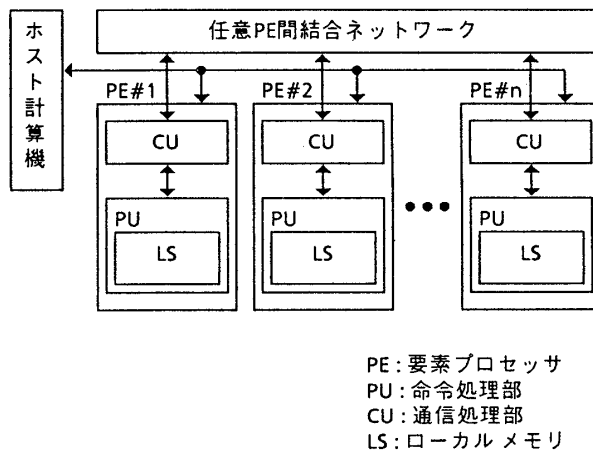 任意PE間結合ネットワーク
ホスト計算機
PE#1
PE#2
PE#n
CU
CU
CU
PU
PU
PU
LS
LS
LS
PE : 要素プロセッサ
PU : 命令処理部
CU : 通信処理部
LS : ローカル メモリ